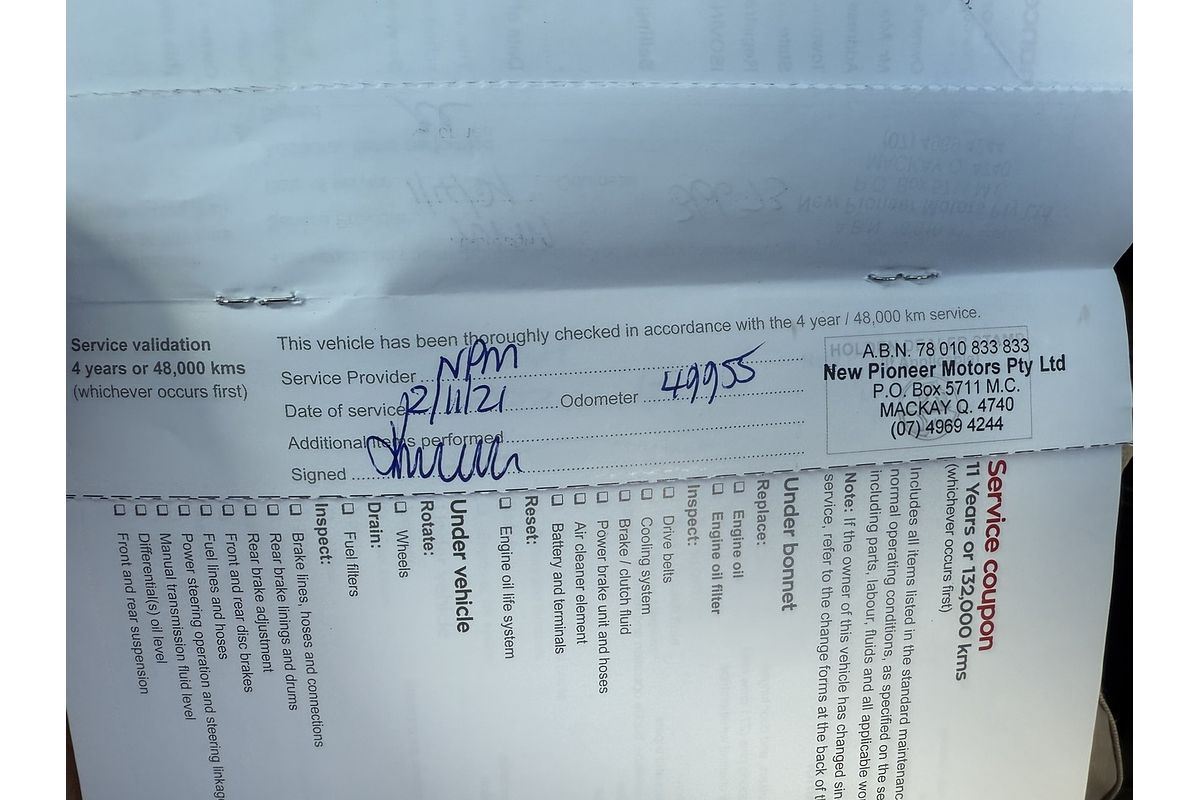 Service validation
4 years or 48,000 kms
(whichever occurs first)
This vehicle has been thoroughly checked in accordance with the 4 year / 48,000 km service.
Service Provider NPM
Date of service 12/11/21 Odometer 49955
Additional items performed
Signed
A.B.N. 78 010 833 833
New Pioneer Motors Pty Ltd
P.O. Box 5711 M.C.
MACKAY Q. 4740
(07) 4969 4244
Service coupon
11 Years or 132,000 kms
(whichever occurs first)
Includes all items listed in the standard maintenanc
normal operating conditions, as specified on the se
including parts, labour, fluids and all applicable wo
Note: If the owner of this vehicle has changed sin
service, refer to the change forms at the back of t
Under bonnet
Replace:
Engine oil
Engine oil filter
Inspect:
Drive belts
Cooling system
Brake / clutch fluid
Power brake unit and hoses
Air cleaner element
Battery and terminals
Reset:
Engine oil life system
Under vehicle
Rotate:
Wheels
Drain:
Fuel filters
Inspect:
Brake lines, hoses and connections
Rear brake linings and drums
Rear brake adjustment
Front and rear disc brakes
Fuel lines and hoses
Power steering operation and steering linkag
Manual transmission fluid level
Differential(s) oil level
Front and rear suspension